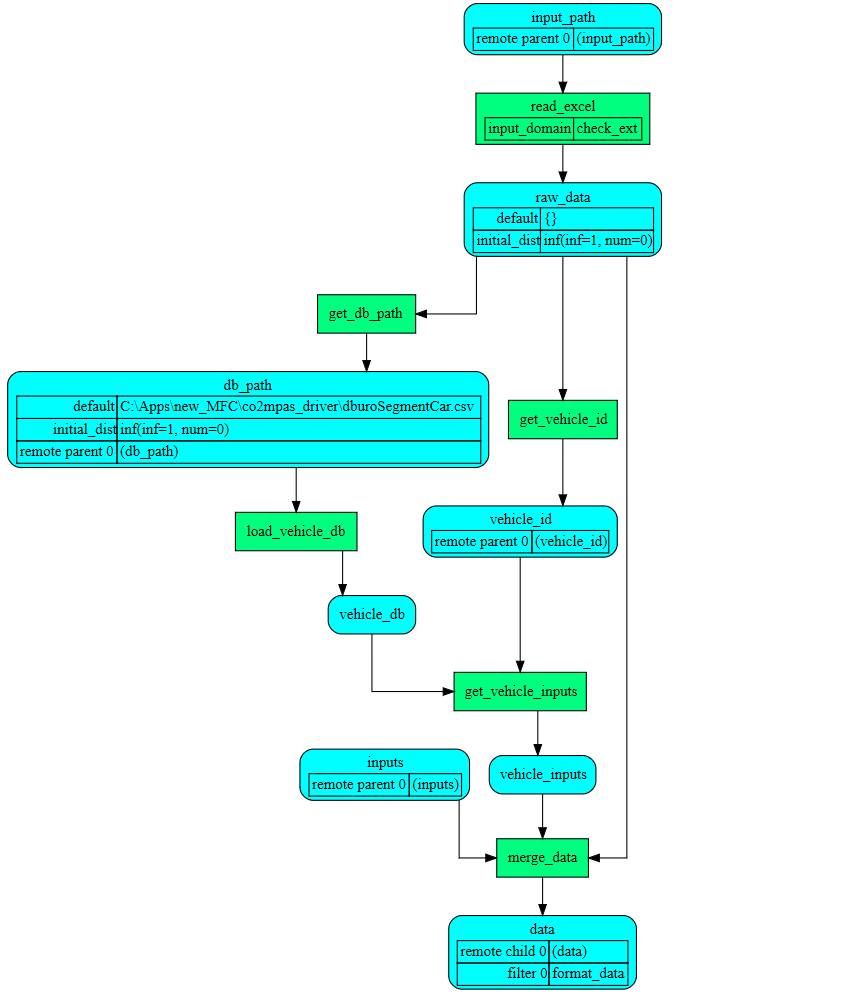 input_path
remote parent 0 (input_path)
read_excel
input_domain check_ext
raw_data
default {}
initial_dist inf(inf=1, num=0)
get_db_path
db_path
default C:\Apps\new_MFC\co2mpas_driver\dburoSegmentCar.csv
initial_dist inf(inf=1, num=0)
remote parent 0 (db_path)
get_vehicle_id
load_vehicle_db
vehicle_id
remote parent 0 (vehicle_id)
vehicle_db
get_vehicle_inputs
inputs
remote parent 0 (inputs)
vehicle_inputs
merge_data
data
remote child 0 (data)
filter 0 format_data